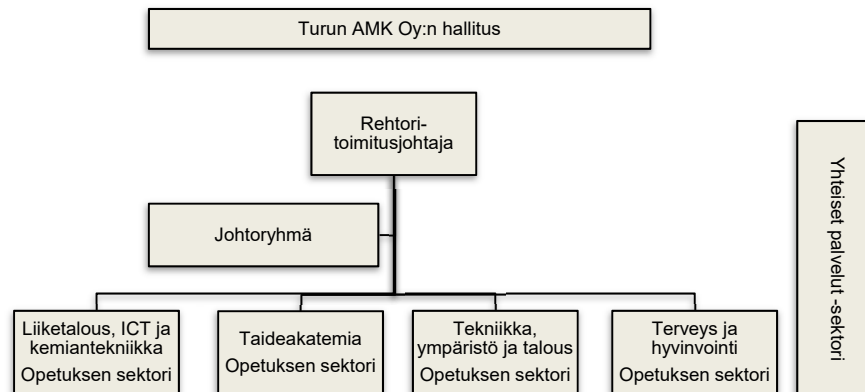 Turun AMK Oy:n hallitus
Rehtori-
toimitusjohtaja
Johtoryhmä
Yhteiset palvelut -sektori
Liiketalous, ICT ja
kemiantekniikka
Opetuksen sektori
Taideakatemia
Opetuksen sektori
Tekniikka,
ympäristö ja talous
Opetuksen sektori
Terveys ja
hyvinvointi
Opetuksen sektori